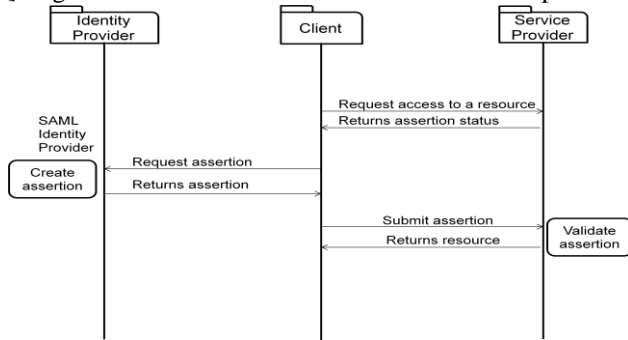 Identity
Provider
Client
Service
Provider
Request access to a resource
Returns assertion status
SAML
Identity
Provider
Create
assertion
Request assertion
Returns assertion
Submit assertion
Returns resource
Validate
assertion